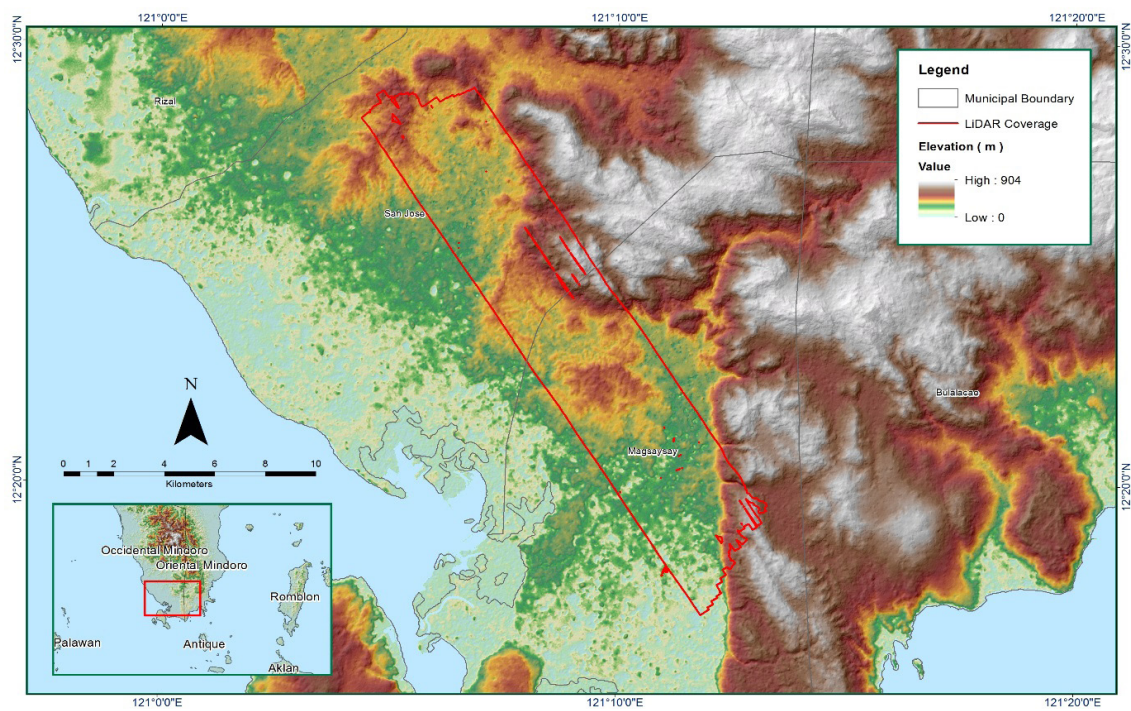 121°0'0"E
121°10'0"E
121°20'0"E
12°30'0"N
12°30'0"N
Legend
Municipal Boundary
LiDAR Coverage
Elevation ( m )
Value
High : 904
Low : 0
Rizal
San Jose
Bulalacao
Magsaysay
N
0 1 2 4 6 8 10
Kilometers
12°20'0"N
12°20'0"N
Occidental Mindoro
Oriental Mindoro
Romblon
Palawan
Antique
Aklan
121°0'0"E
121°10'0"E
121°20'0"E